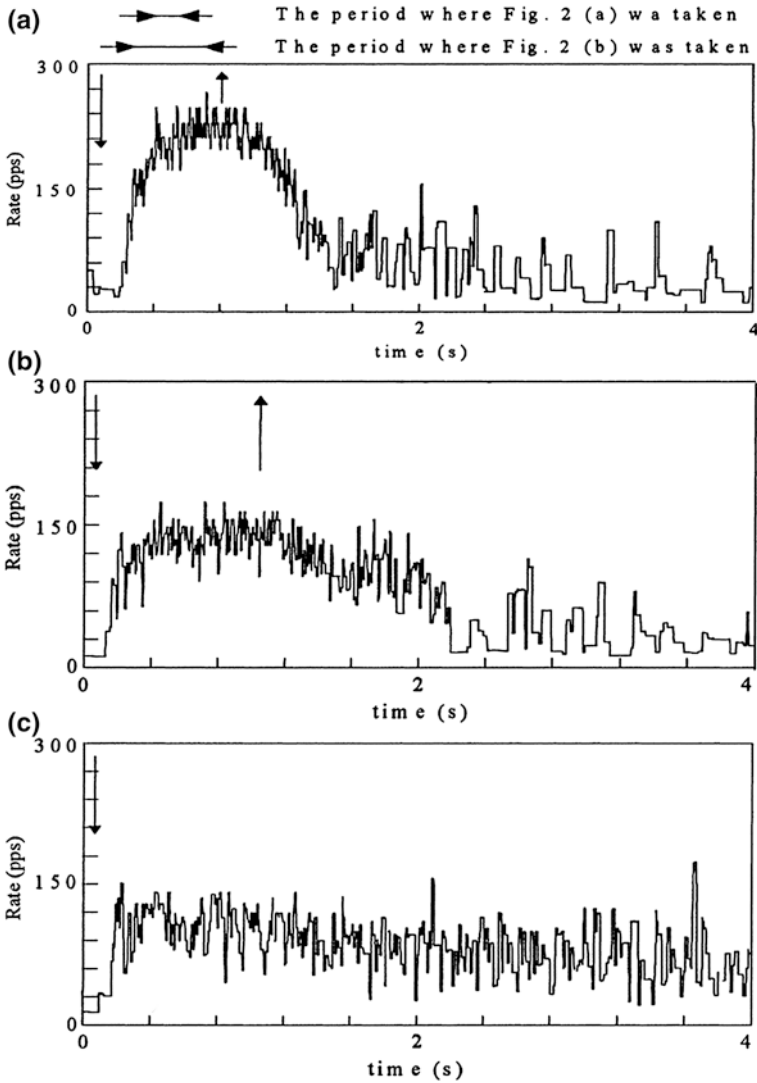 (a) The period where Fig. 2 (a) wa taken
The period where Fig. 2 (b) was taken
300
150
0
Rate (pps)
0 2 4
time (s)
(b)
300
150
0
Rate (pps)
0 2 4
time (s)
(c)
300
150
0
Rate (pps)
0 2 4
time (s)